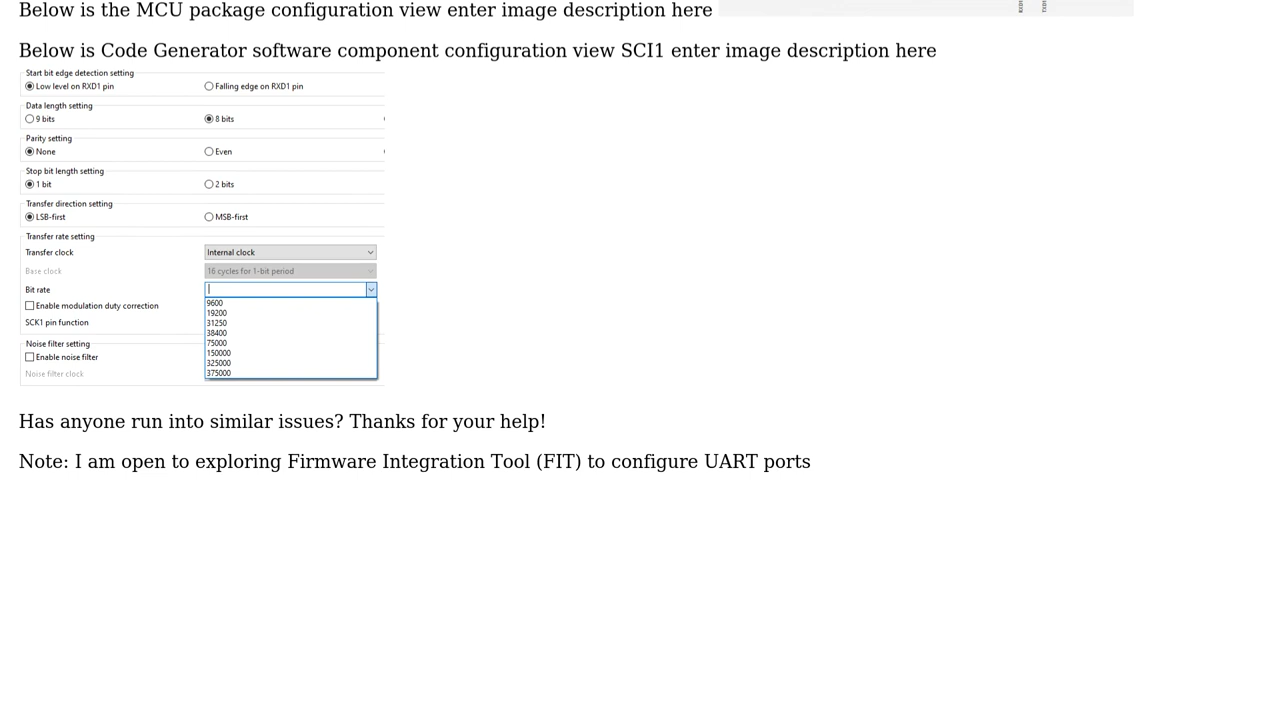 Below is the MCU package configuration view enter image description here
RXD1
TXD1
Below is Code Generator software component configuration view SCI1 enter image description here
Start bit edge detection setting
Low level on RXD1 pin Falling edge on RXD1 pin
Data length setting
9 bits 8 bits
Parity setting
None Even
Stop bit length setting
1 bit 2 bits
Transfer direction setting
LSB-first MSB-first
Transfer rate setting
Transfer clock Internal clock
Base clock 16 cycles for 1-bit period
Bit rate
9600
Enable modulation duty correction
19200
31250
SCK1 pin function
38400
75000
Noise filter setting
150000
Enable noise filter
325000
Noise filter clock 375000
Has anyone run into similar issues? Thanks for your help!
Note: I am open to exploring Firmware Integration Tool (FIT) to configure UART ports